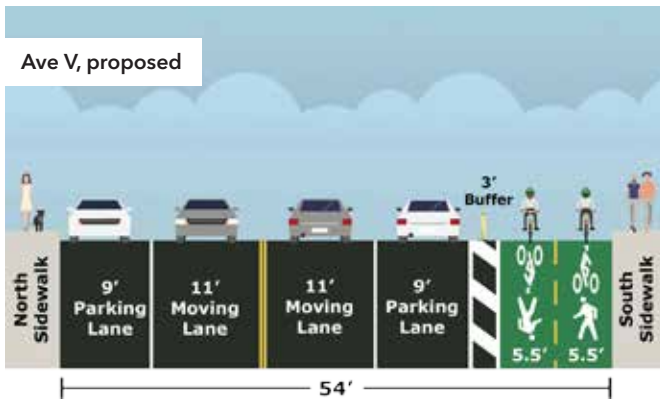 Ave V, proposed
3’
Buffer
North
Sidewalk
9’
Parking
Lane
11’
Moving
Lane
11’
Moving
Lane
9’
Parking
Lane
5.5’
5.5’
South
Sidewalk
54’